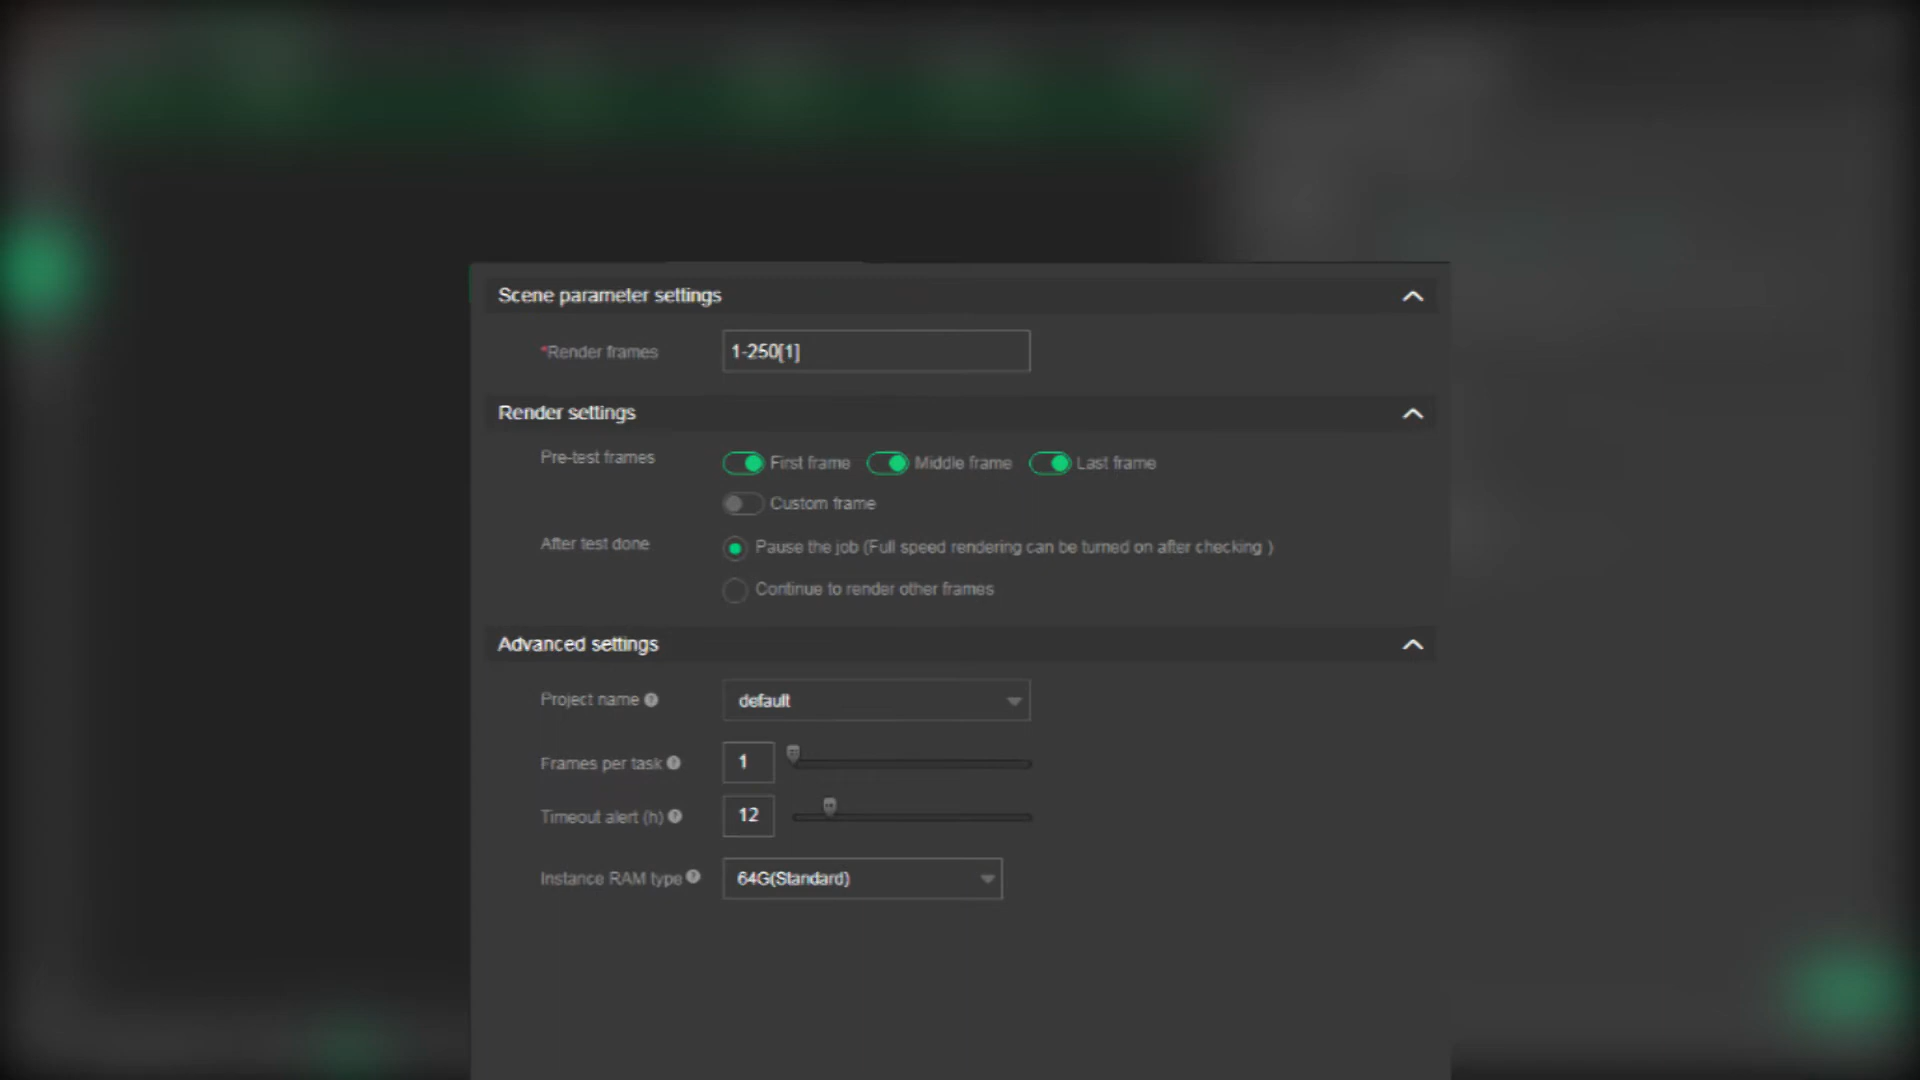 Scene parameter settings
*Render frames 1-250[1]
Render settings
Pre-test frames First frame Middle frame Last frame
Custom frame
After test done Pause the job (Full speed rendering can be turned on after checking )
Continue to render other frames
Advanced settings
Project name default
Frames per task 1
Timeout alert (h) 12
Instance RAM type 64G(Standard)